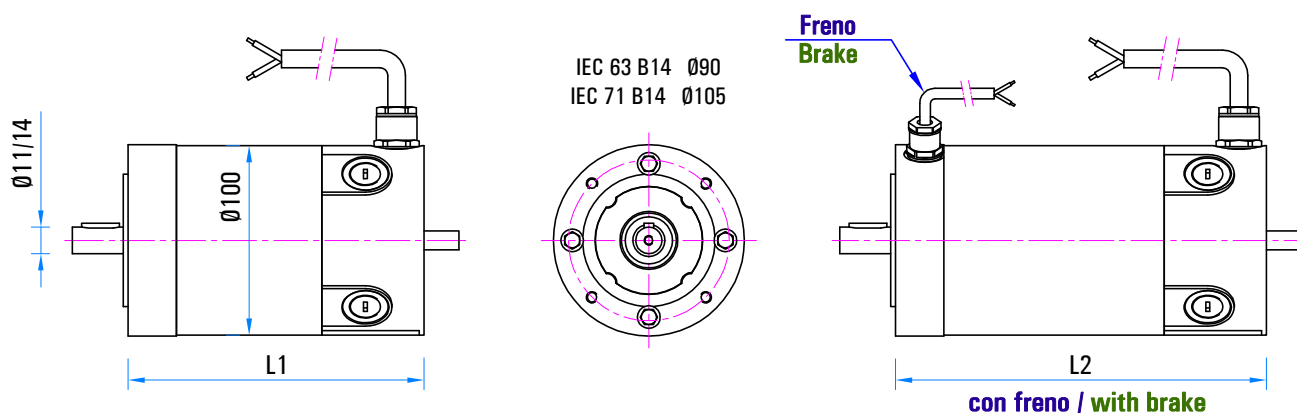 Freno
Brake
IEC 63 B14 Ø90
IEC 71 B14 Ø105
Ø11/14
Ø100
L1
L2
con freno / with brake